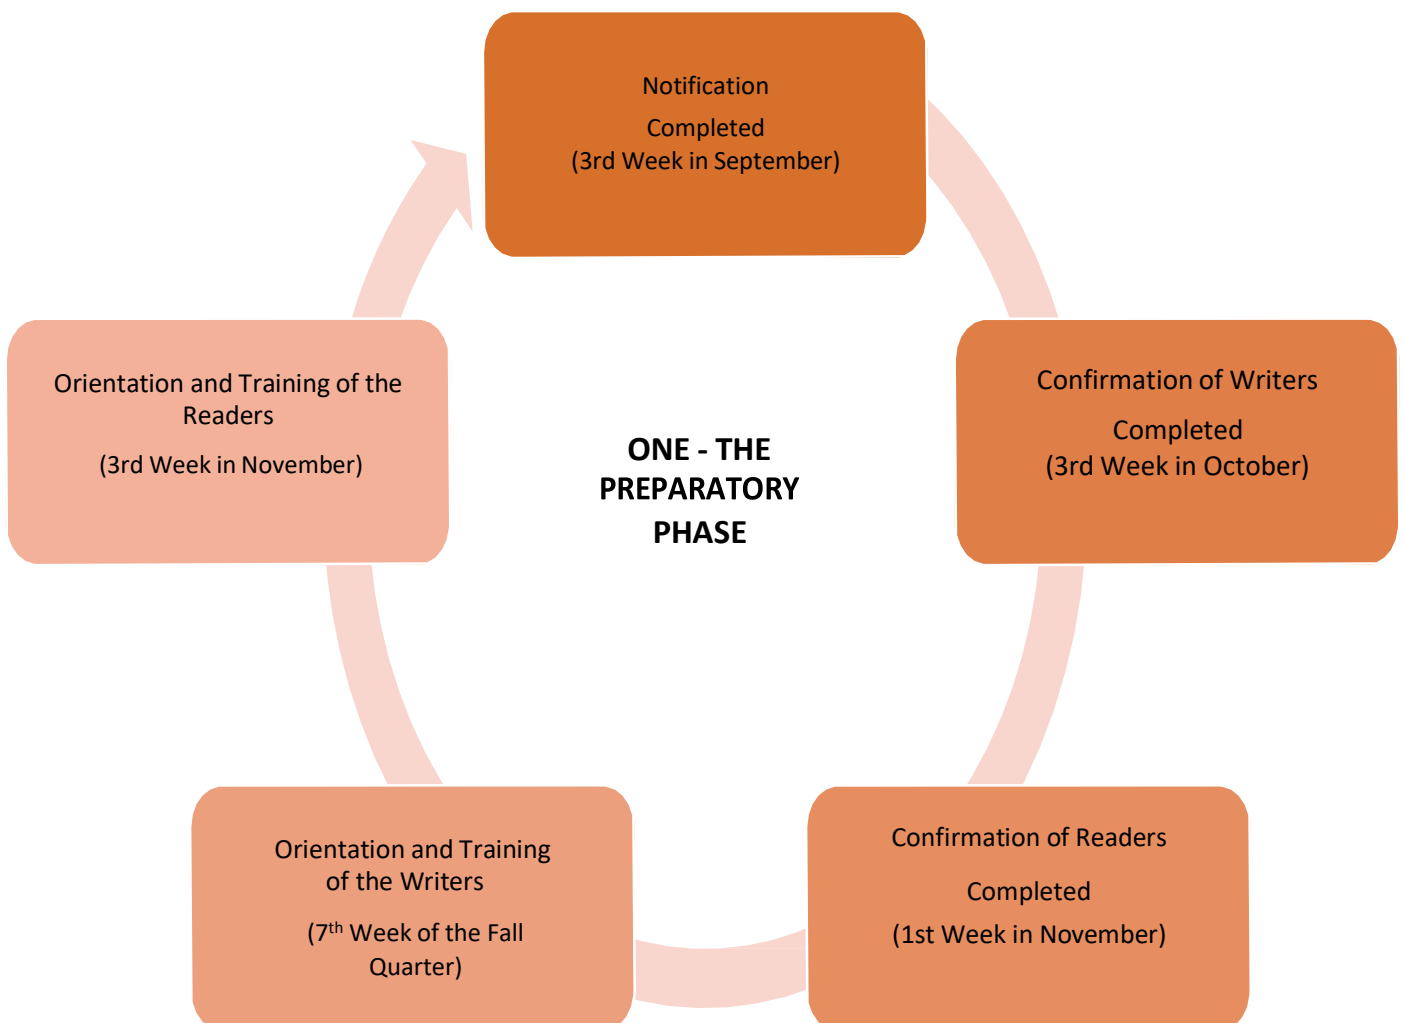 Notification
Completed
(3rd Week in September)
Confirmation of Writers
Completed
(3rd Week in October)
Confirmation of Readers
Completed
(1st Week in November)
Orientation and Training
of the Writers
(7th Week of the Fall
Quarter)
Orientation and Training of the
Readers
(3rd Week in November)
ONE - THE
PREPARATORY
PHASE